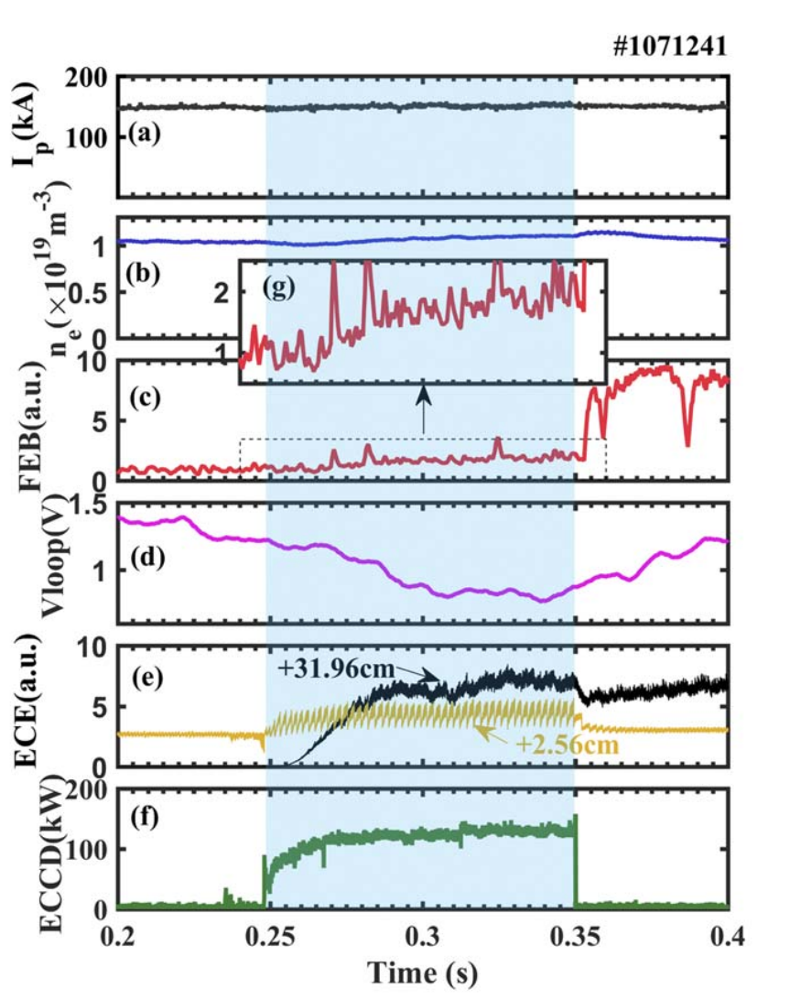 #1071241
200
100
I_p(kA)
(a)
1
0.5
0
n_e(×10^19 m^-3)
(b)
2
1
(g)
10
5
0
FEB(a.u.)
(c)
1.5
1
Vloop(V)
(d)
10
5
0
ECE(a.u.)
(e)
+31.96cm
+2.56cm
200
100
0
ECCD(kW)
(f)
0.2 0.25 0.3 0.35 0.4
Time (s)